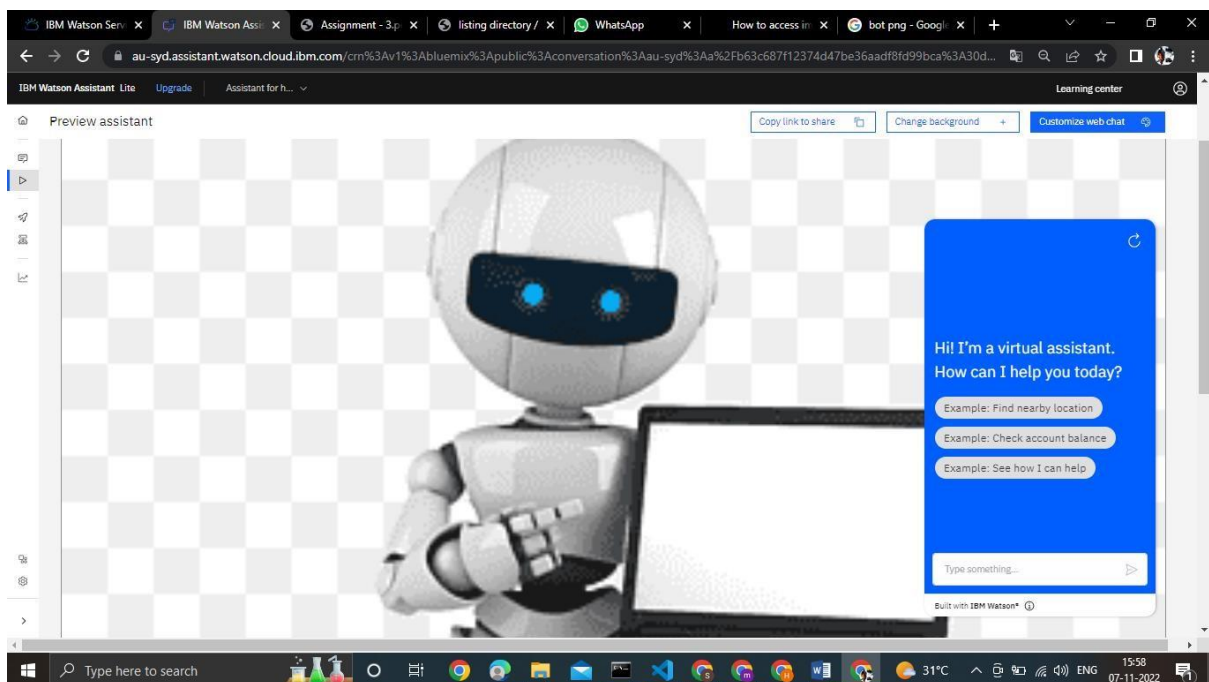 IBM Watson Serv
IBM Watson Assis
Assignment - 3.p
listing directory /
WhatsApp
How to access im
bot png - Google
au-syd.assistant.watson.cloud.ibm.com/crn%3Av1%3Abluemix%3Apublic%3Aconversation%3Aau-syd%3Aa%2Fb63c687f12374d47be36aadf8fd99bca%3A30d...
IBM Watson Assistant Lite Upgrade Assistant for h... Learning center
Preview assistant Copy link to share Change background + Customize web chat
Hi! I'm a virtual assistant.
How can I help you today?
Example: Find nearby location
Example: Check account balance
Example: See how I can help
Type something...
Built with IBM Watson®
Type here to search 31°C ENG 15:58
07-11-2022